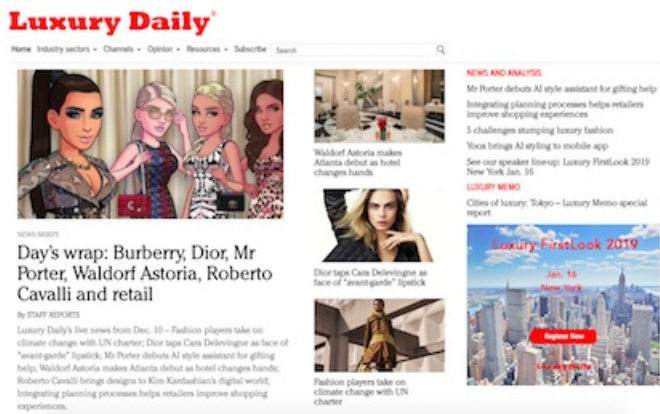 Luxury Daily®
Home Industry sectors Channels Opinion Resources Subscribe Search
NEWS BRIEFS
Day's wrap: Burberry, Dior, Mr
Porter, Waldorf Astoria, Roberto
Cavalli and retail
By STAFF REPORTS
Luxury Daily's live news from Dec. 10 – Fashion players take on
climate change with UN charter; Dior taps Cara Delevingne as face of
"avant-garde" lipstick; Mr Porter debuts AI style assistant for gifting
help; Waldorf Astoria makes Atlanta debut as hotel changes hands;
Roberto Cavalli brings designs to Kim Kardashian's digital world;
Integrating planning processes helps retailers improve shopping
experiences.
Waldorf Astoria makes
Atlanta debut as hotel
changes hands
Dior taps Cara Delevingne as
face of "avant-garde" lipstick
Fashion players take on
climate change with UN
charter
NEWS AND ANALYSIS
Mr Porter debuts AI style assistant for gifting help
Integrating planning processes helps retailers
improve shopping experiences
5 challenges stumping luxury fashion
Yoox brings AI styling to mobile app
See our speaker line-up: Luxury FirstLook 2019
New York Jan. 16
LUXURY MEMO
Cities of luxury: Tokyo – Luxury Memo special
report
Luxury FirstLook 2019
Jan. 16
New York
Register Now
Luxury Daily